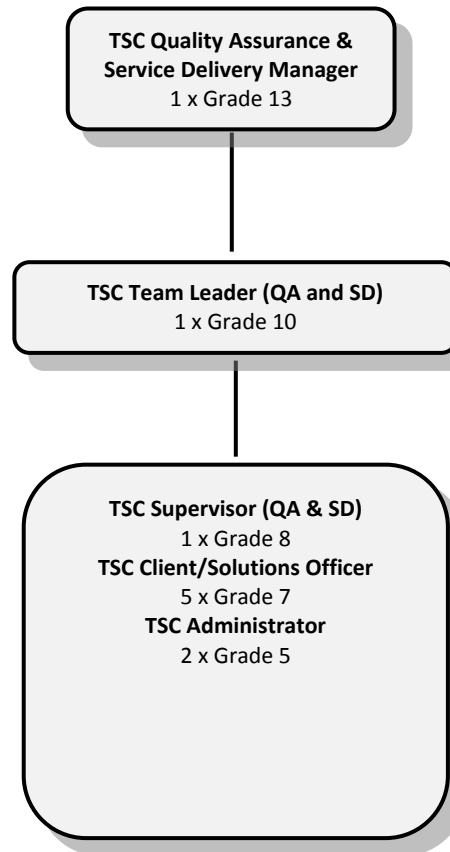 TSC Quality Assurance &
Service Delivery Manager
1 x Grade 13
TSC Team Leader (QA and SD)
1 x Grade 10
TSC Supervisor (QA & SD)
1 x Grade 8
TSC Client/Solutions Officer
5 x Grade 7
TSC Administrator
2 x Grade 5